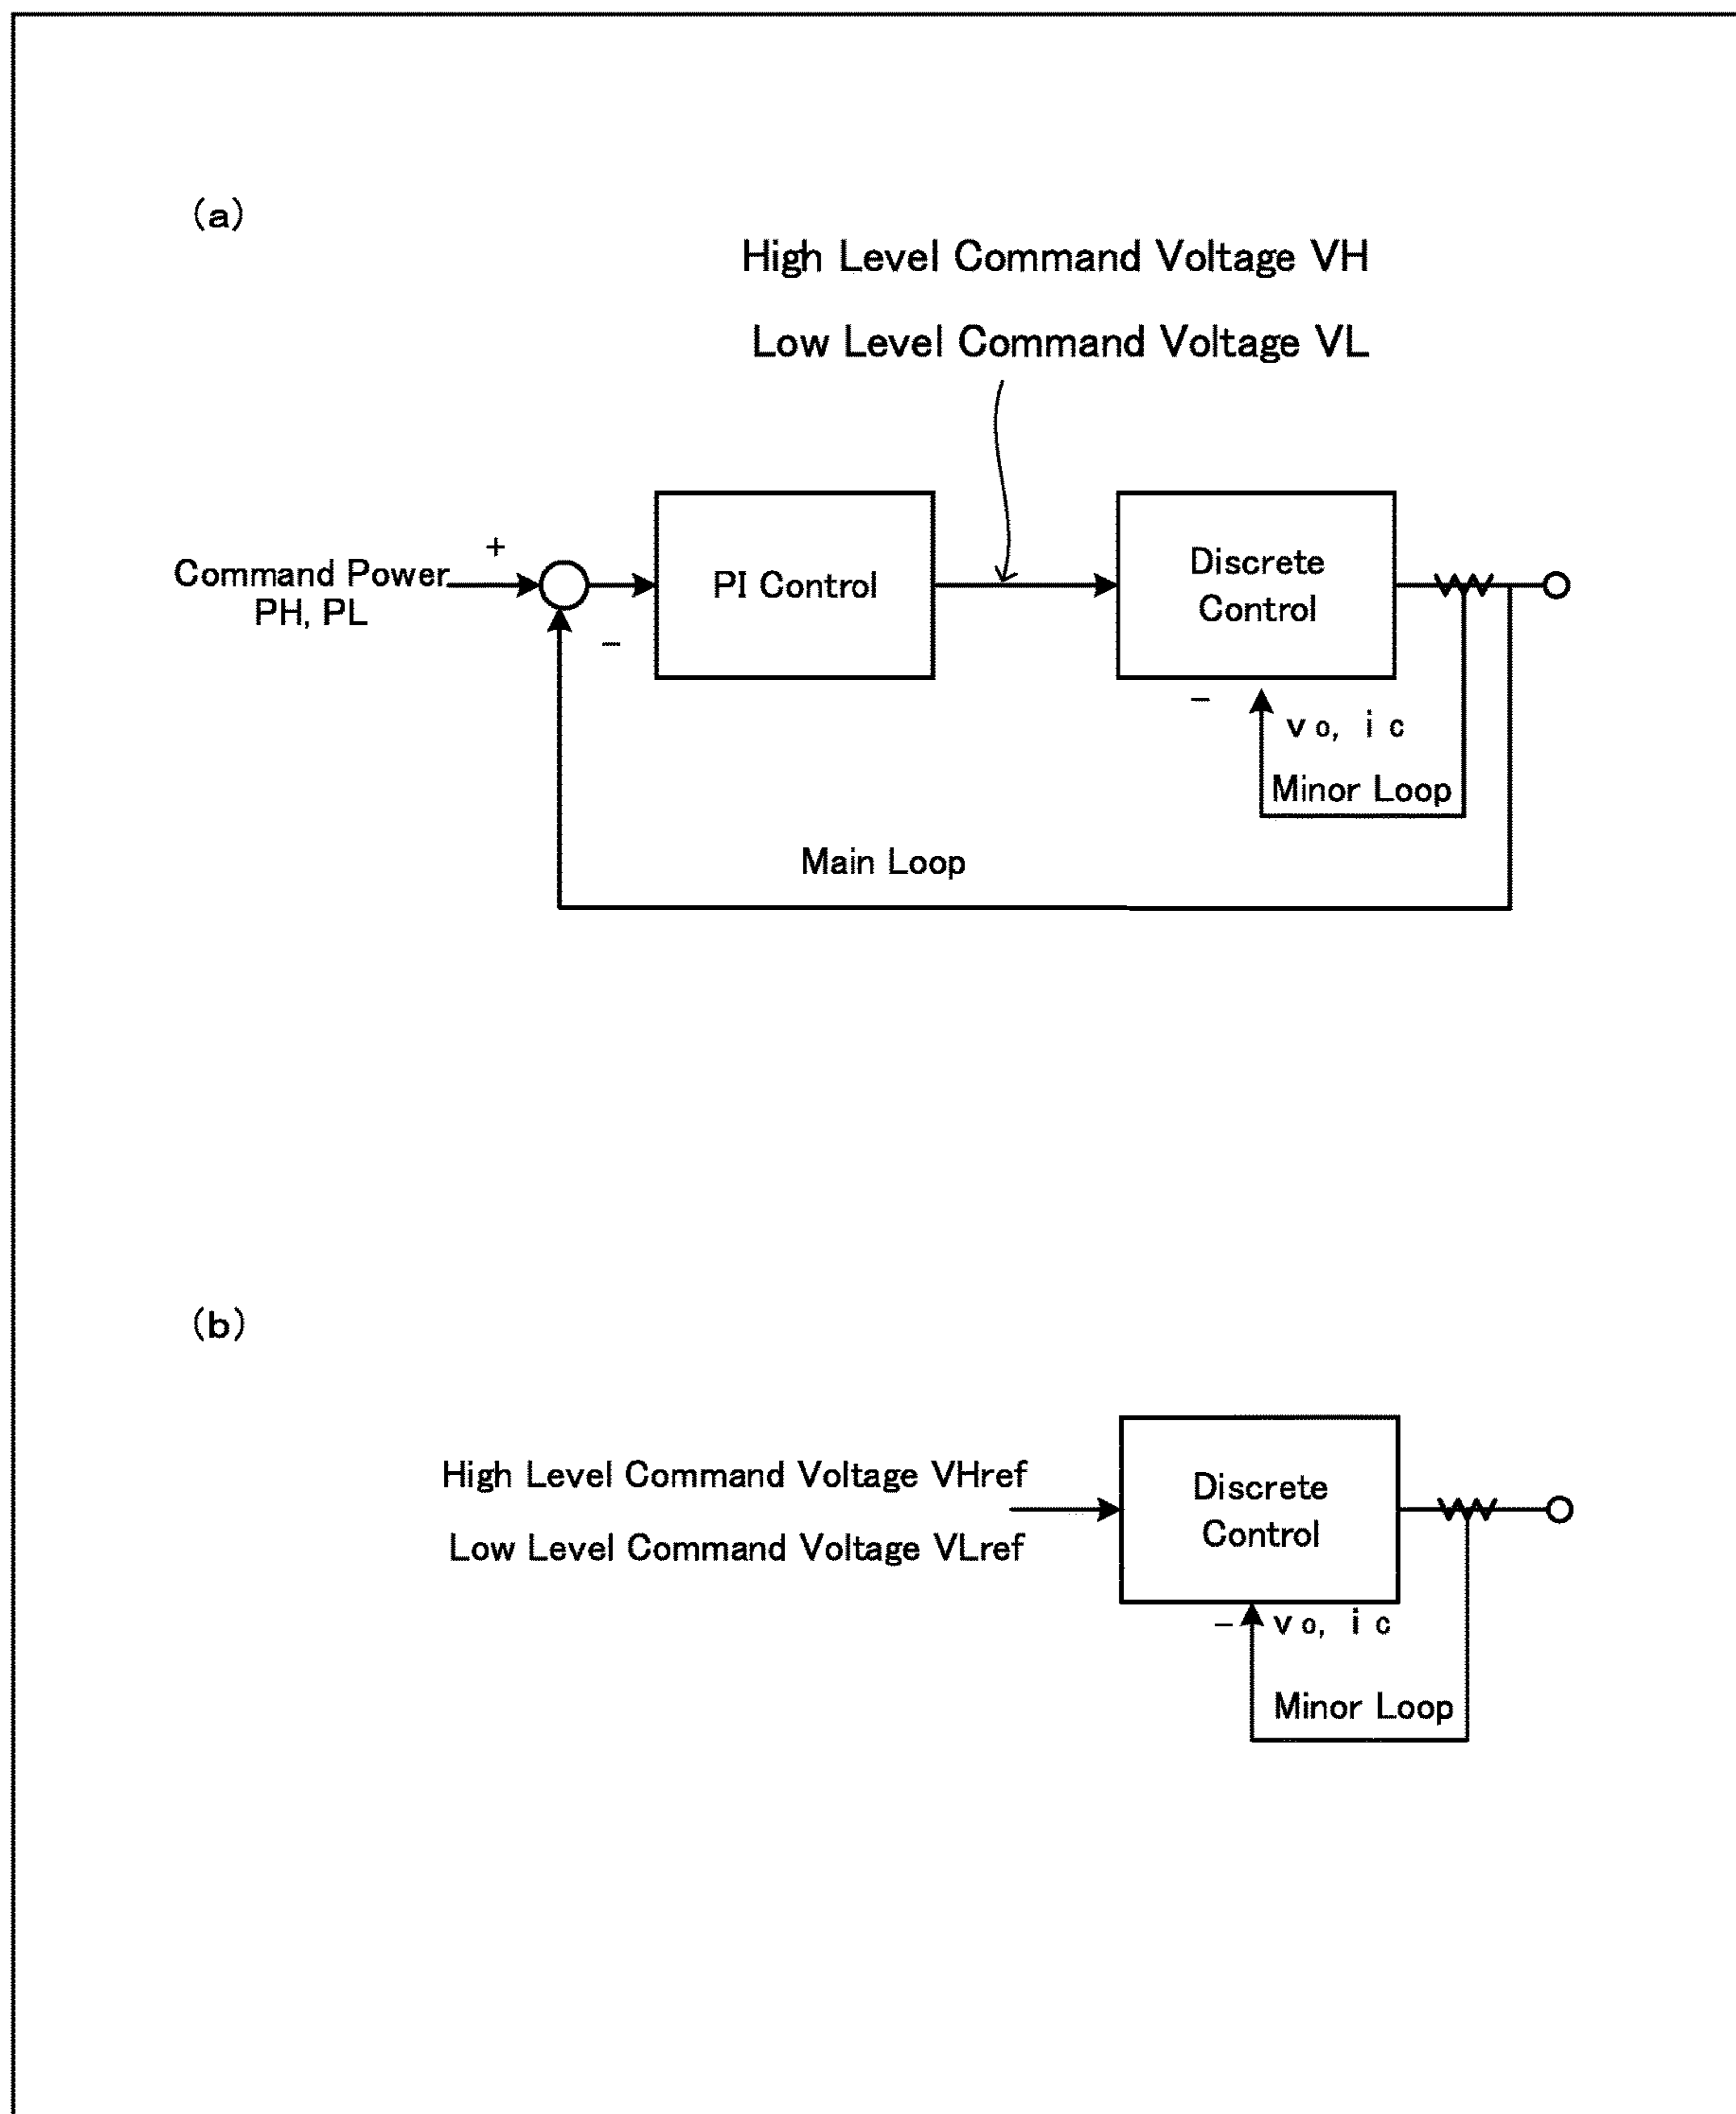 (a)
High Level Command Voltage VH
Low Level Command Voltage VL
+
Command Power
PH, PL
−
PI Control
Discrete
Control
−
vo, ic
Minor Loop
Main Loop
(b)
High Level Command Voltage VHref
Low Level Command Voltage VLref
Discrete
Control
− vo, ic
Minor Loop